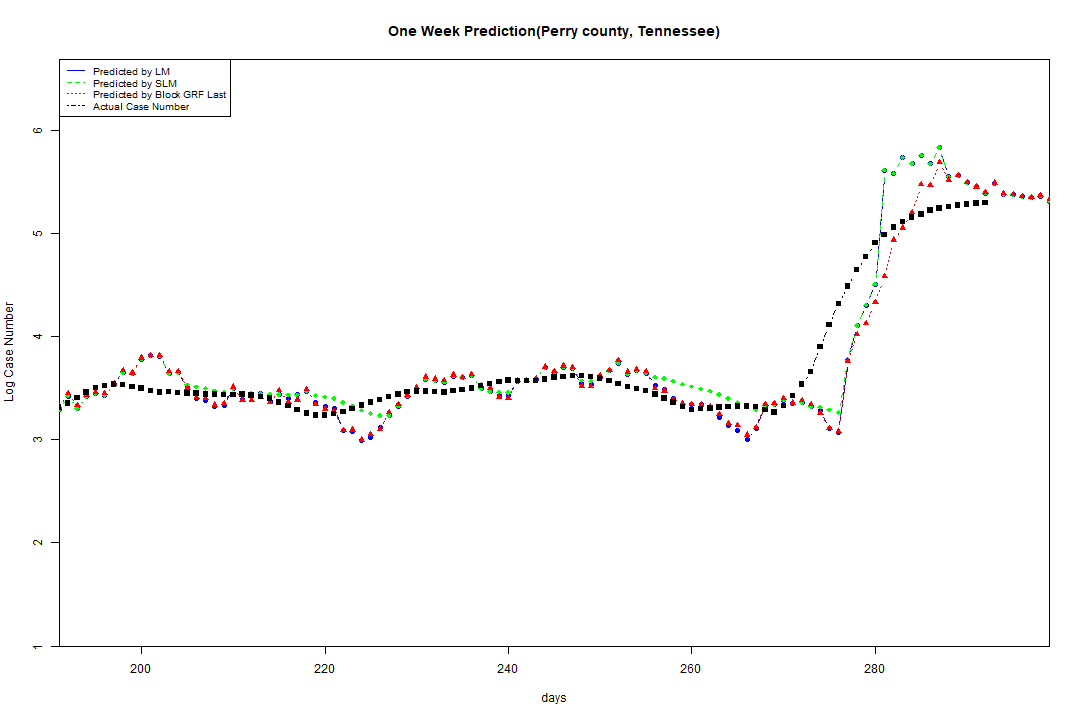 One Week Prediction(Perry county, Tennessee)
Predicted by LM
Predicted by SLM
Predicted by Block GRF Last
Actual Case Number
6
5
4
3
2
1
Log Case Number
200 220 240 260 280
days